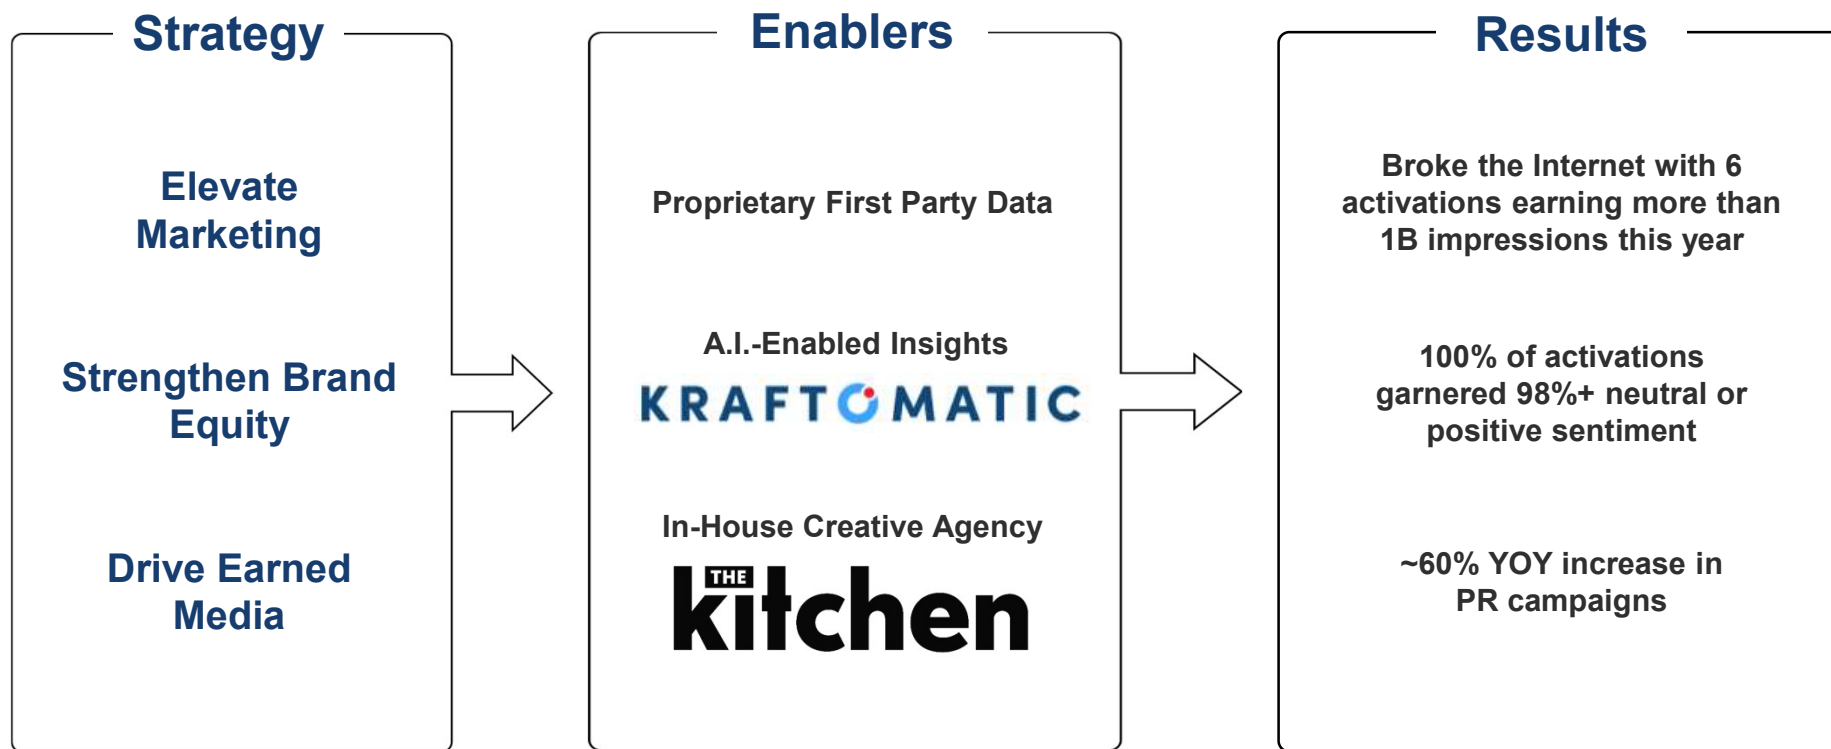 Strategy
Elevate
Marketing
Strengthen Brand
Equity
Drive Earned
Media
Enablers
Proprietary First Party Data
A.I.-Enabled Insights
KRAFTOMATIC
In-House Creative Agency
THE
kitchen
Results
Broke the Internet with 6
activations earning more than
1B impressions this year
100% of activations
garnered 98%+ neutral or
positive sentiment
~60% YOY increase in
PR campaigns